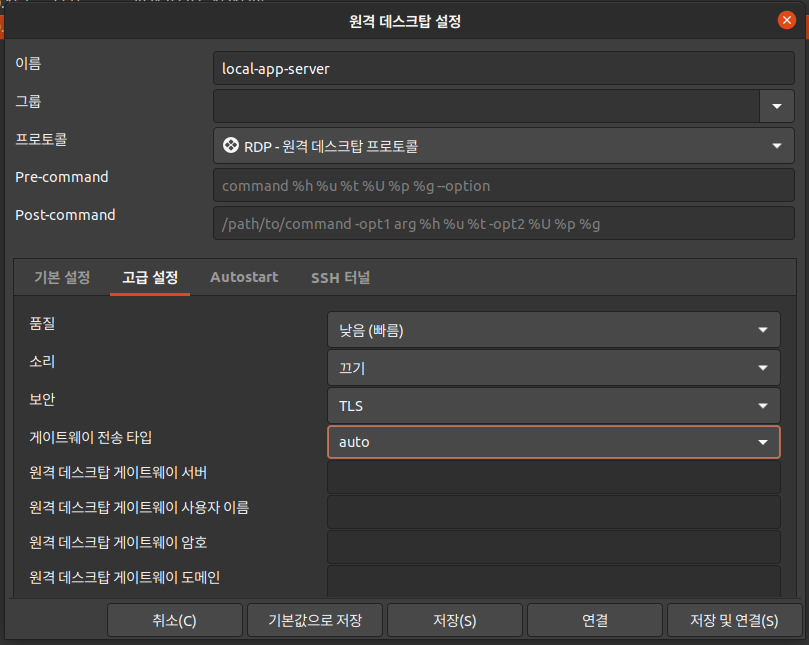 원격 데스크탑 설정
이름
local-app-server
그룹
프로토콜
RDP - 원격 데스크탑 프로토콜
Pre-command
command %h %u %t %U %p %g --option
Post-command
/path/to/command -opt1 arg %h %u %t -opt2 %U %p %g
기본 설정 고급 설정 Autostart SSH 터널
품질
낮음 (빠름)
소리
끄기
보안
TLS
게이트웨이 전송 타입
auto
원격 데스크탑 게이트웨이 서버
원격 데스크탑 게이트웨이 사용자 이름
원격 데스크탑 게이트웨이 암호
원격 데스크탑 게이트웨이 도메인
취소(C) 기본값으로 저장 저장(S) 연결 저장 및 연결(S)